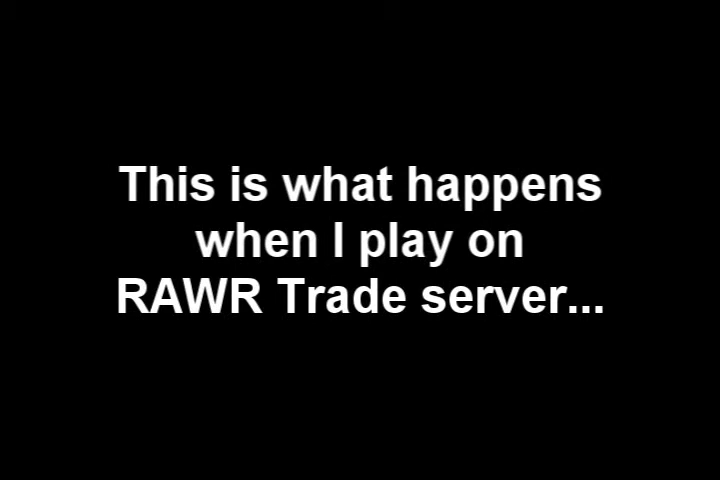 This is what happens
when I play on
RAWR Trade server...